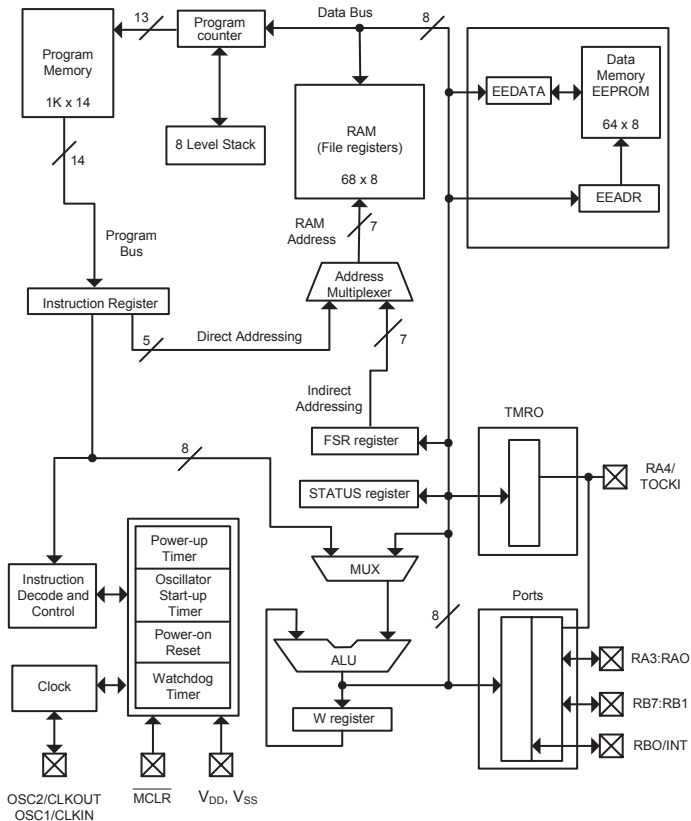 Data Bus
13
8
Program
counter
Program
Memory
1K x 14
8 Level Stack
14
RAM
(File registers)
68 x 8
EEDATA
Data
Memory
EEPROM
64 x 8
EEADR
RAM
Address
7
Program
Bus
Address
Multiplexer
Instruction Register
5
Direct Addressing
7
Indirect
Addressing
FSR register
TMRO
8
STATUS register
RA4/
TOCKI
Power-up
Timer
MUX
Instruction
Decode and
Control
Oscillator
Start-up
Timer
Ports
8
Power-on
Reset
ALU
RA3:RAO
Clock
Watchdog
Timer
W register
RB7:RB1
RBO/INT
OSC2/CLKOUT
OSC1/CLKIN
MCLR
VDD, VSS